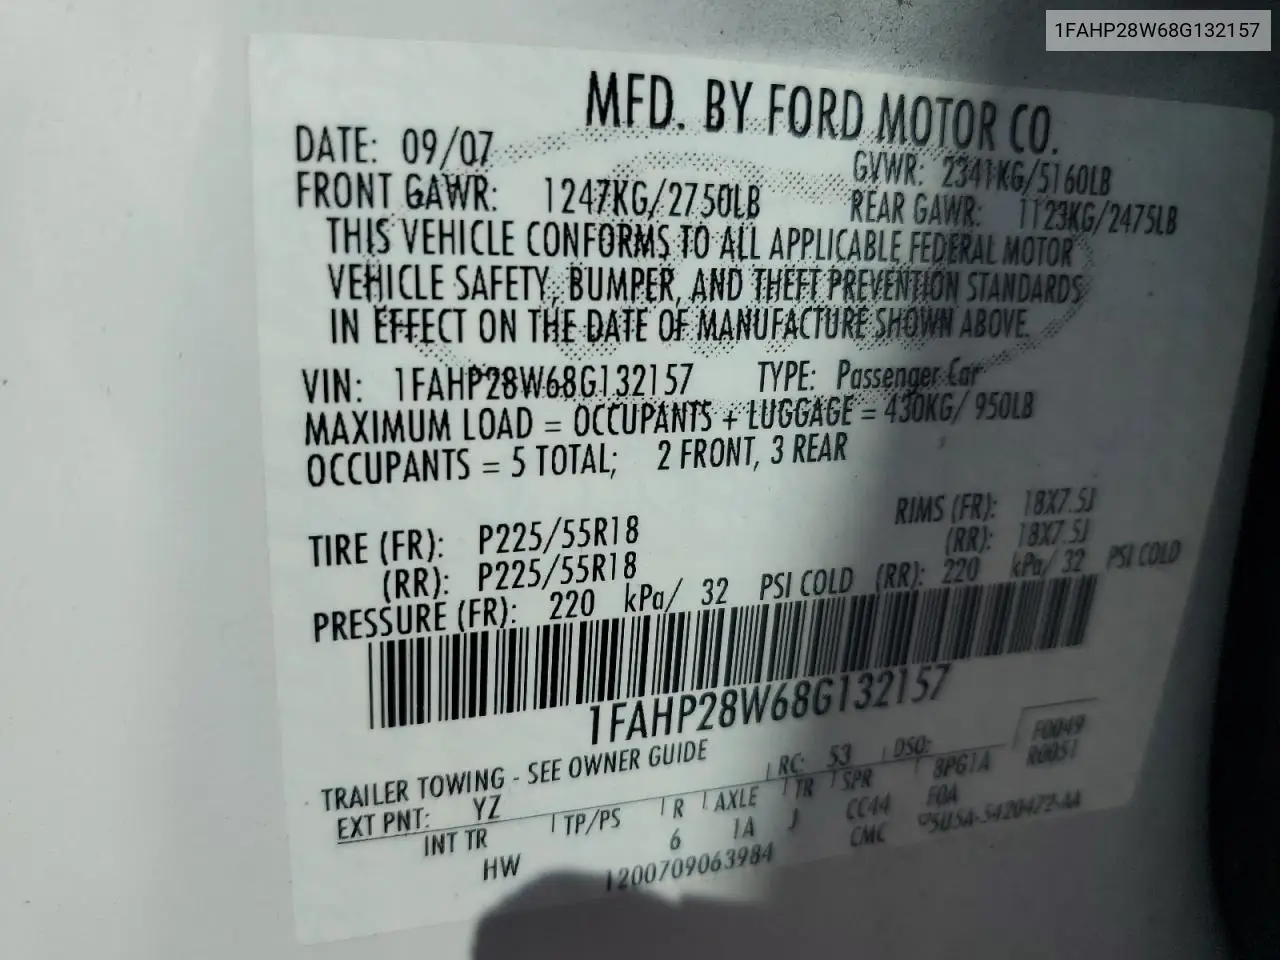 1FAHP28W68G132157
MFD. BY FORD MOTOR CO.
DATE: 09/07 GVWR: 2341KG/5160LB
FRONT GAWR: 1247KG/2750LB REAR GAWR: 1123KG/2475LB
THIS VEHICLE CONFORMS TO ALL APPLICABLE FEDERAL MOTOR
VEHICLE SAFETY, BUMPER, AND THEFT PREVENTION STANDARDS
IN EFFECT ON THE DATE OF MANUFACTURE SHOWN ABOVE.
VIN: 1FAHP28W68G132157 TYPE: Passenger Car
MAXIMUM LOAD = OCCUPANTS + LUGGAGE = 430KG/ 950LB
OCCUPANTS = 5 TOTAL; 2 FRONT, 3 REAR
TIRE (FR): P225/55R18 RIMS (FR): 18X7.5J
(RR): P225/55R18 (RR): 18X7.5J
PRESSURE (FR): 220 kPa/ 32 PSI COLD (RR): 220 kPa/ 32 PSI COLD
1FAHP28W68G132157
TRAILER TOWING - SEE OWNER GUIDE
EXT PNT: YZ RC: 53 DSO: F0049
R0051
INT TR TP/PS R AXLE TR SPR 8PG1A
HW 6 1A J CC44 F0A
1200709063984 CMC